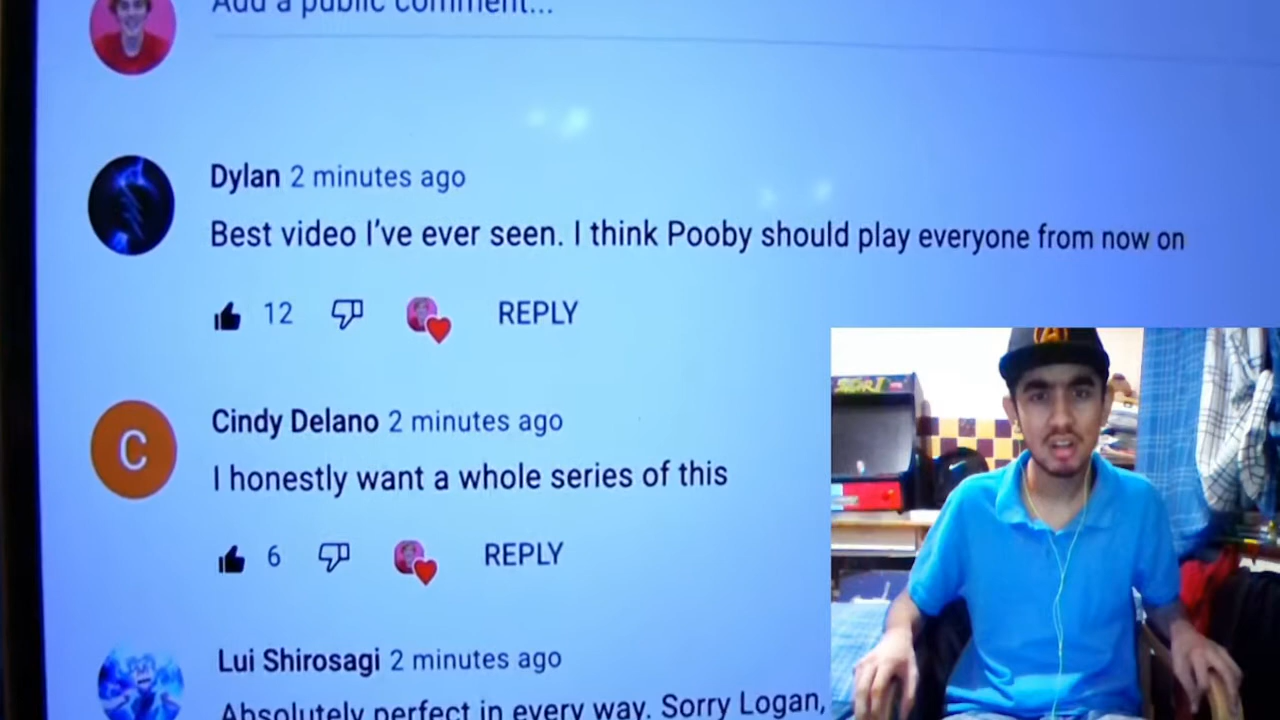 Add a public comment...
Dylan 2 minutes ago
Best video I've ever seen. I think Pooby should play everyone from now on
12 REPLY
C
Cindy Delano 2 minutes ago
I honestly want a whole series of this
6 REPLY
Lui Shirosagi 2 minutes ago
Absolutely perfect in every way. Sorry Logan,